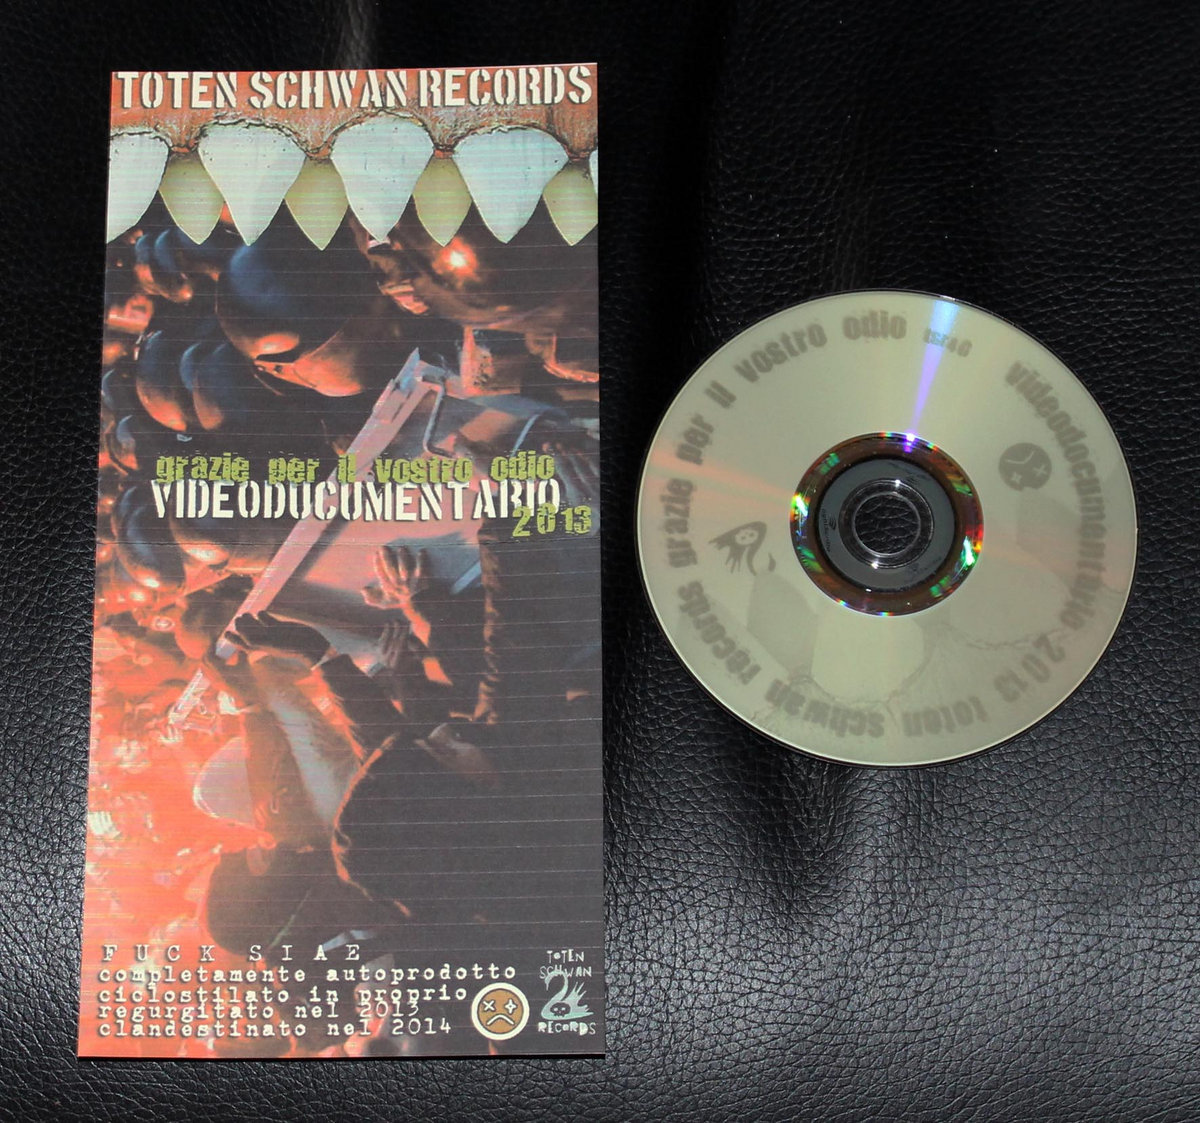 TOTEN SCHWAN RECORDS
grazie per il vostro odio
VIDEODUCUMENTARIO
2013
FUCK SIAE
completamente autoprodotto
ciclostilato in proprio
regurgitato nel 2013
clandestinato nel 2014
TOTEN
SCHWAN
RECORDS
grazie per il vostro odio
videodocumentario 2013 toten schwan records